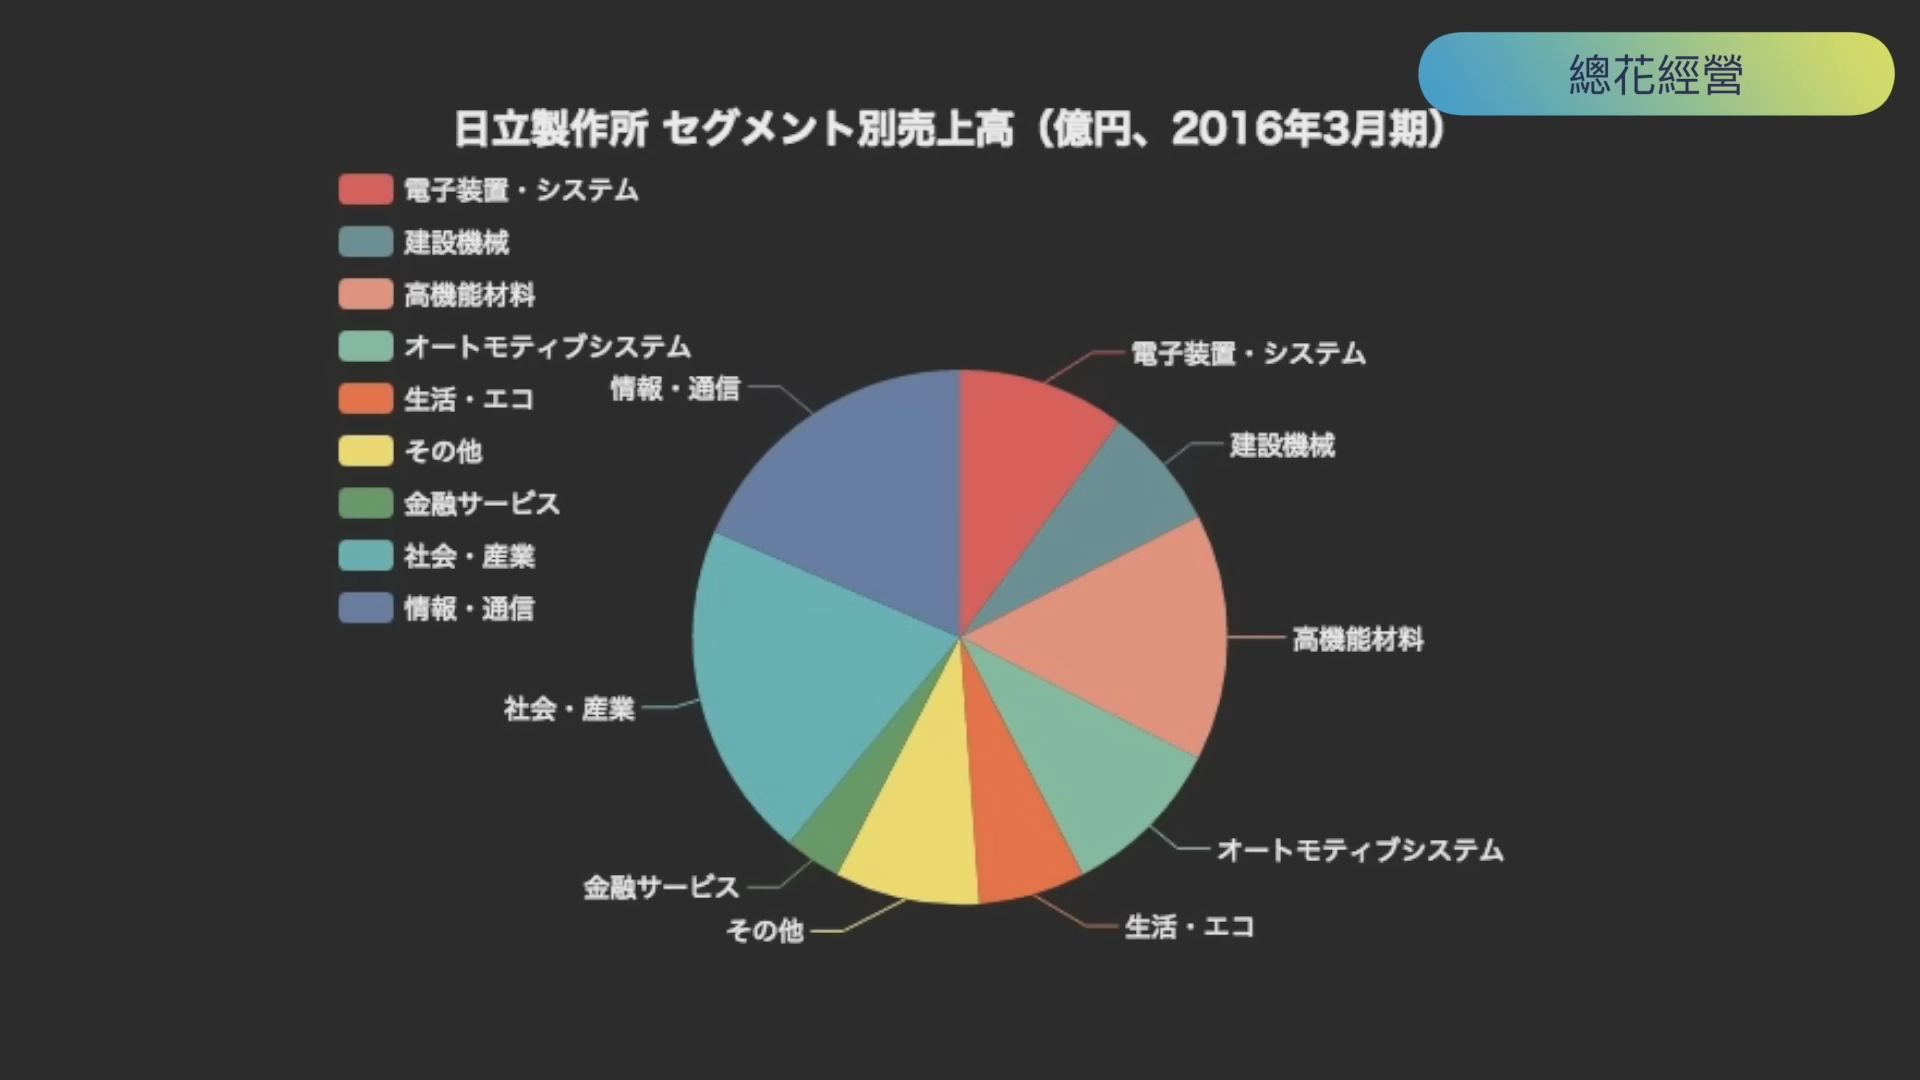 總花經營
日立製作所 セグメント別売上高（億円、2016年3月期）
電子装置・システム
建設機械
高機能材料
オートモティブシステム
生活・エコ
その他
金融サービス
社会・産業
情報・通信
電子装置・システム
建設機械
高機能材料
オートモティブシステム
生活・エコ
その他
金融サービス
社会・産業
情報・通信